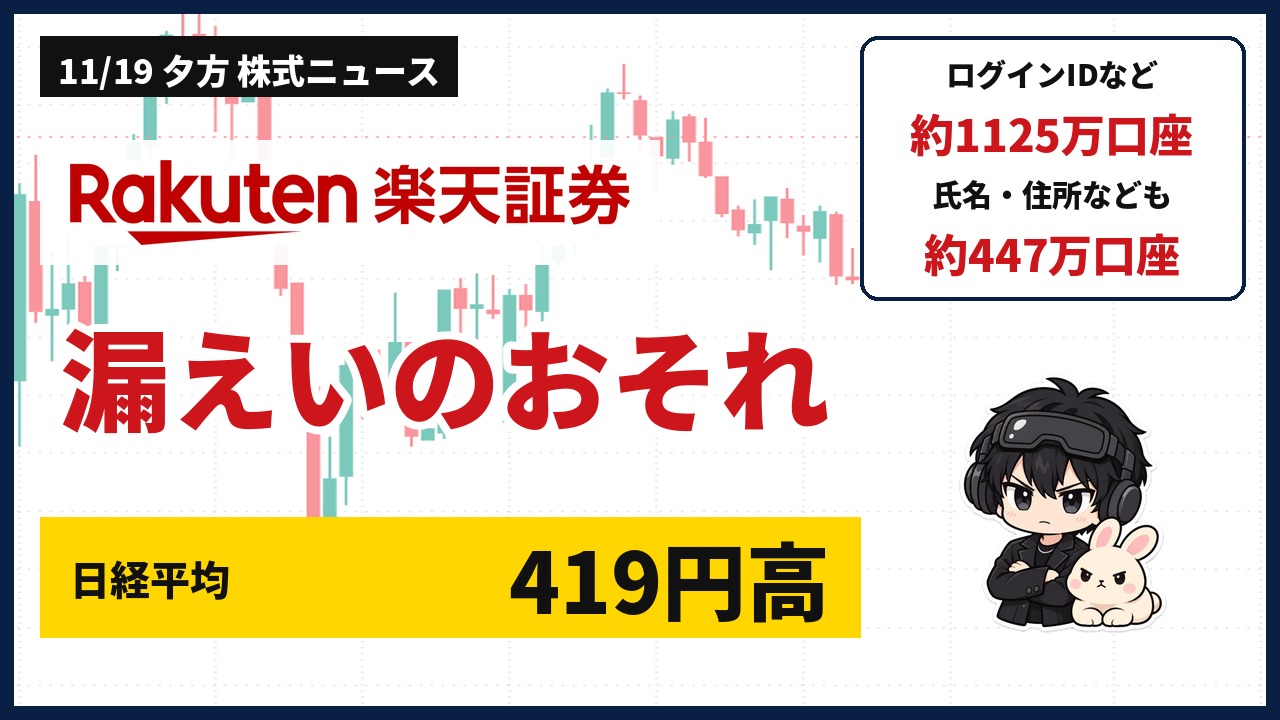 11/19 夕方 株式ニュース
Rakuten 楽天証券
漏えいのおそれ
ログインIDなど
約1125万口座
氏名・住所なども
約447万口座
日経平均
419円高